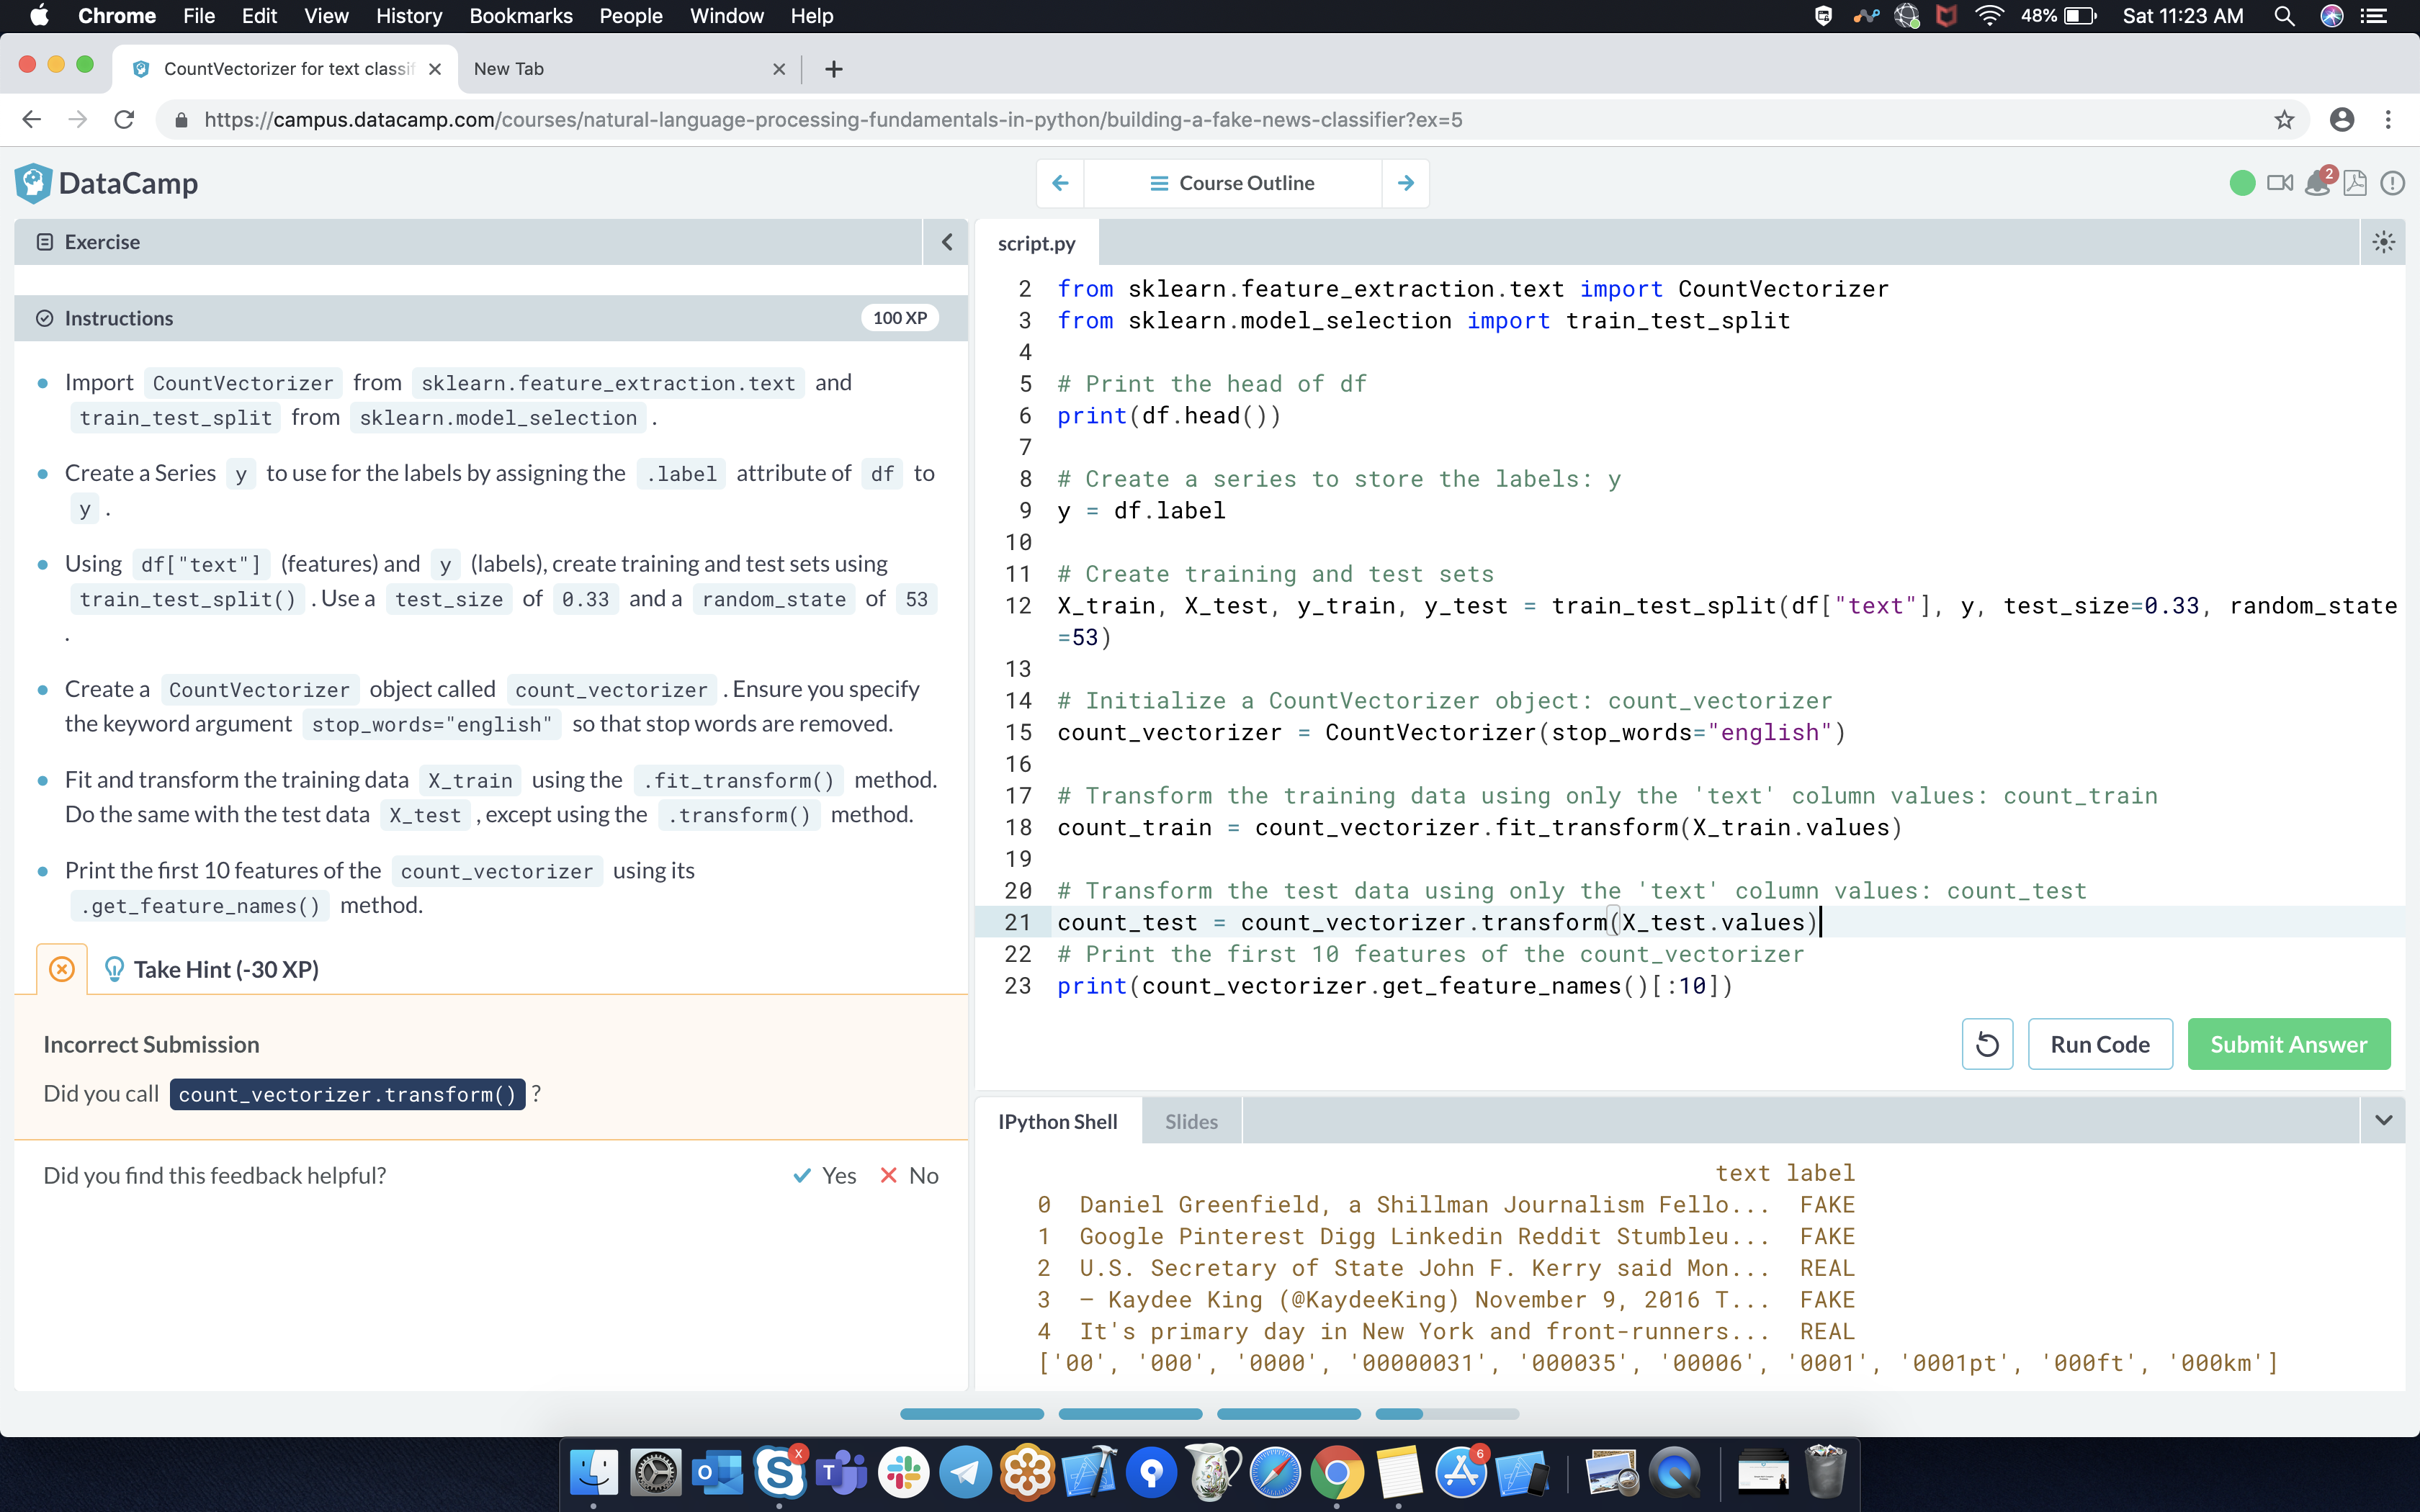 Chrome File Edit View History Bookmarks People Window Help
48% Sat 11:23 AM
CountVectorizer for text classif
New Tab
https://campus.datacamp.com/courses/natural-language-processing-fundamentals-in-python/building-a-fake-news-classifier?ex=5
DataCamp
Course Outline
2
Exercise
Instructions
100 XP
Import CountVectorizer from sklearn.feature_extraction.text and
train_test_split from sklearn.model_selection .
Create a Series y to use for the labels by assigning the .label attribute of df to
y .
Using df["text"] (features) and y (labels), create training and test sets using
train_test_split() . Use a test_size of 0.33 and a random_state of 53
.
Create a CountVectorizer object called count_vectorizer . Ensure you specify
the keyword argument stop_words="english" so that stop words are removed.
Fit and transform the training data X_train using the .fit_transform() method.
Do the same with the test data X_test , except using the .transform() method.
Print the first 10 features of the count_vectorizer using its
.get_feature_names() method.
Take Hint (-30 XP)
Incorrect Submission
Did you call count_vectorizer.transform() ?
Did you find this feedback helpful?
Yes No
script.py
2 from sklearn.feature_extraction.text import CountVectorizer
3 from sklearn.model_selection import train_test_split
4
5 # Print the head of df
6 print(df.head())
7
8 # Create a series to store the labels: y
9 y = df.label
10
11 # Create training and test sets
12 X_train, X_test, y_train, y_test = train_test_split(df["text"], y, test_size=0.33, random_state
=53)
13
14 # Initialize a CountVectorizer object: count_vectorizer
15 count_vectorizer = CountVectorizer(stop_words="english")
16
17 # Transform the training data using only the 'text' column values: count_train
18 count_train = count_vectorizer.fit_transform(X_train.values)
19
20 # Transform the test data using only the 'text' column values: count_test
21 count_test = count_vectorizer.transform(X_test.values)
22 # Print the first 10 features of the count_vectorizer
23 print(count_vectorizer.get_feature_names()[:10])
Run Code
Submit Answer
IPython Shell
Slides
text label
0 Daniel Greenfield, a Shillman Journalism Fello... FAKE
1 Google Pinterest Digg Linkedin Reddit Stumbleu... FAKE
2 U.S. Secretary of State John F. Kerry said Mon... REAL
3 — Kaydee King (@KaydeeKing) November 9, 2016 T... FAKE
4 It's primary day in New York and front-runners... REAL
['00', '000', '0000', '00000031', '000035', '00006', '0001', '0001pt', '000ft', '000km']
X
6